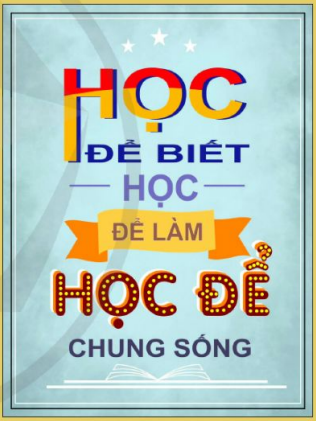 HỌC
ĐỂ BIẾT
HỌC
ĐỂ LÀM
HỌC ĐỂ
CHUNG SỐNG